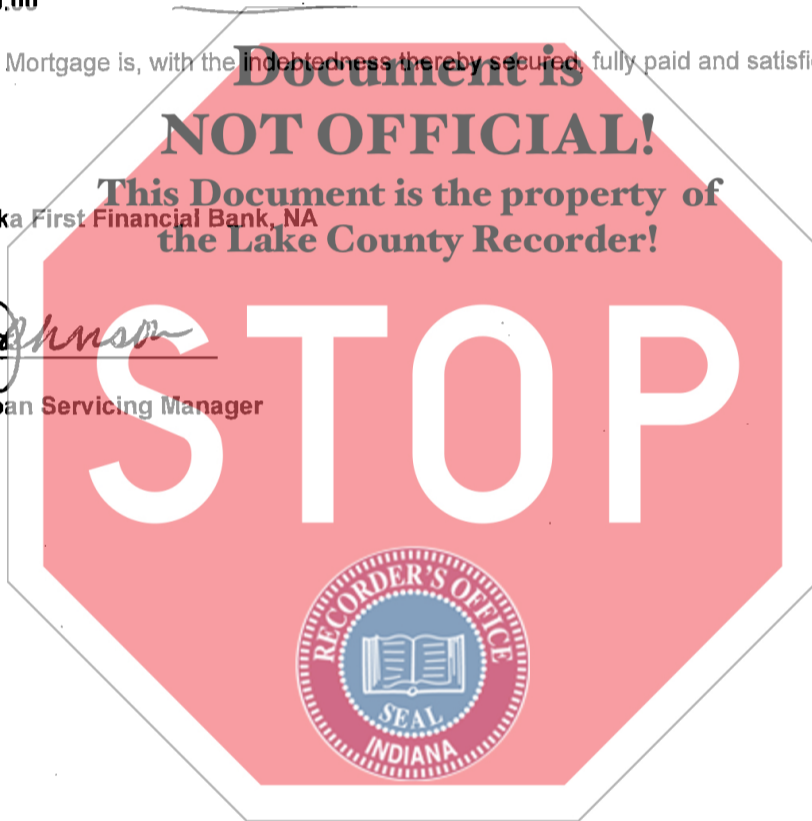 .00
Mortgage is, with the indebtedness thereby secured, fully paid and satisfi
Document is
NOT OFFICIAL!
This Document is the property of
the Lake County Recorder!
ka First Financial Bank, NA
Johnson
oan Servicing Manager
STOP
RECORDER'S OFFICE
SEAL
INDIANA